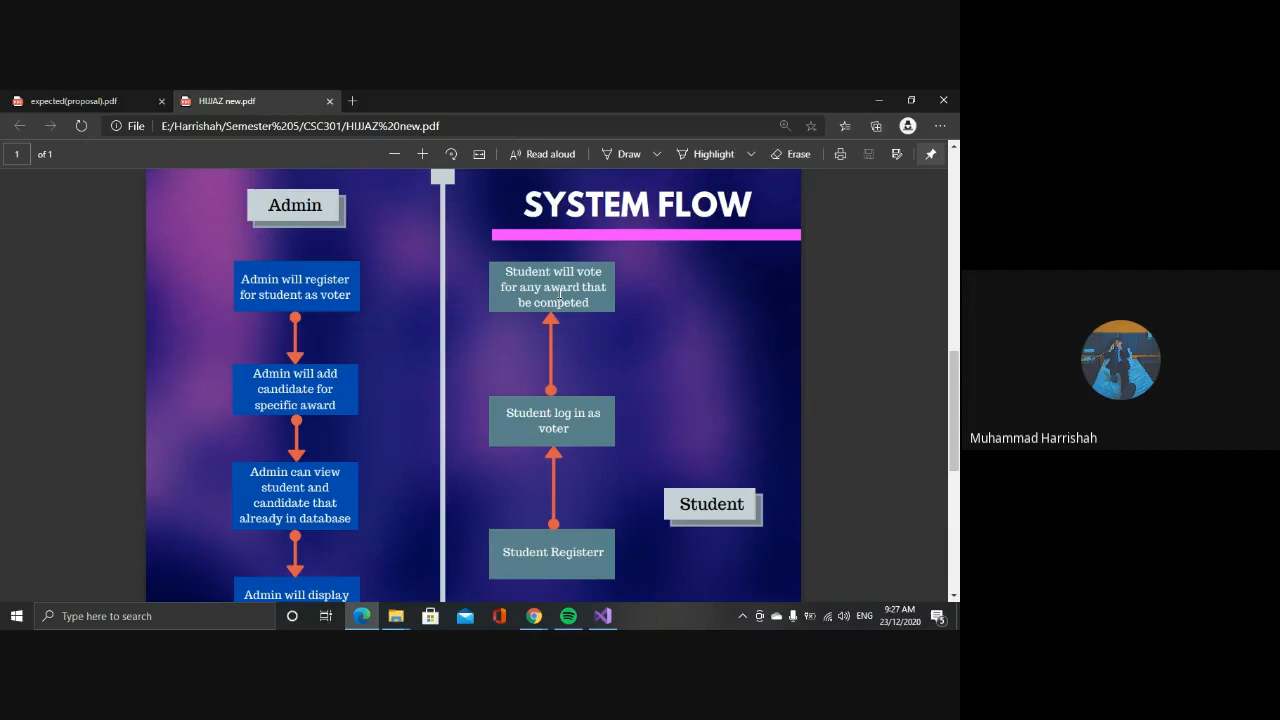 expected(proposal).pdf
HIJJAZ new.pdf
File
E:/Harrishah/Semester%205/CSC301/HIJJAZ%20new.pdf
1
of 1
Read aloud
Draw
Highlight
Erase
Admin
Admin will register
for student as voter
Admin will add
candidate for
specific award
Admin can view
student and
candidate that
already in database
Admin will display
SYSTEM FLOW
Student will vote
for any award that
be competed
Student log in as
voter
Student Registerr
Student
Muhammad Harrishah
Type here to search
ENG
9:27 AM
23/12/2020
5